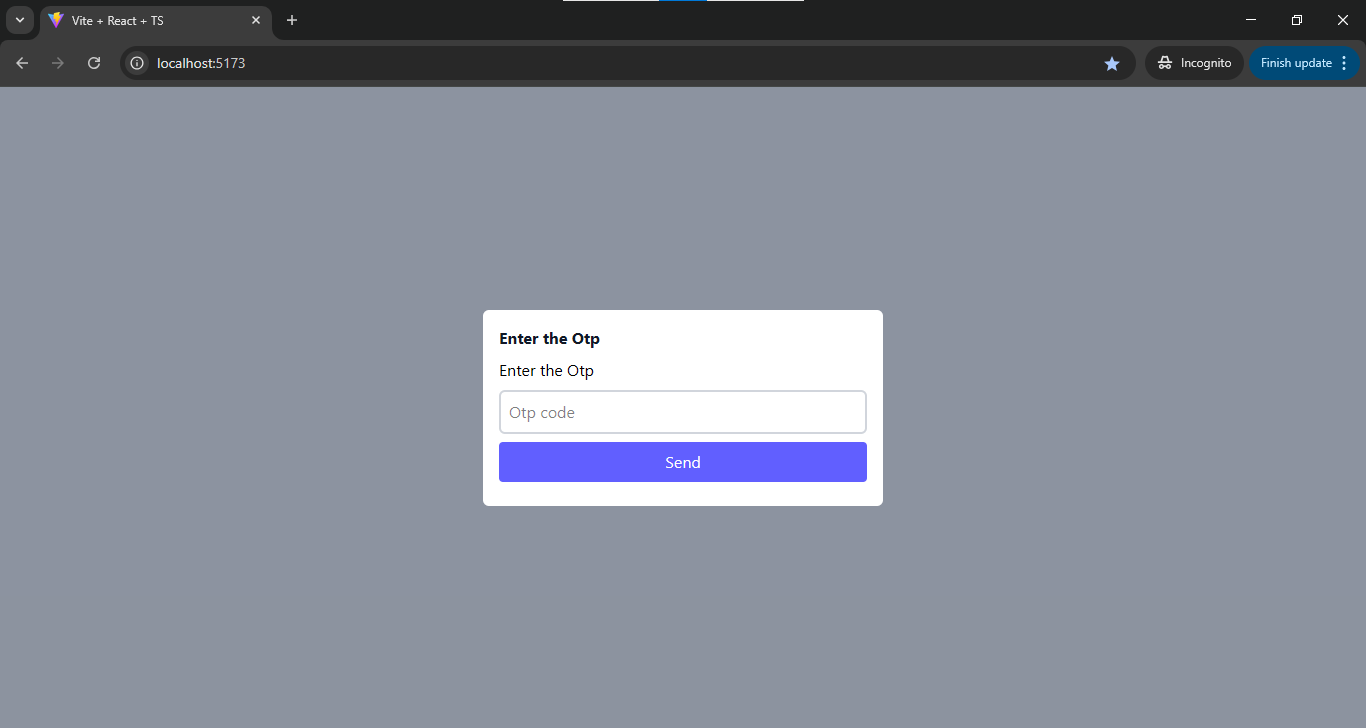 Vite + React + TS
localhost:5173
Incognito
Finish update
Enter the Otp
Enter the Otp
Otp code
Send